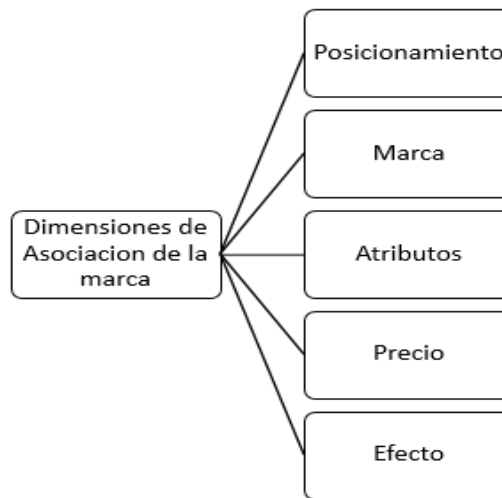 Dimensiones de
Asociacion de la
marca
Posicionamiento
Marca
Atributos
Precio
Efecto